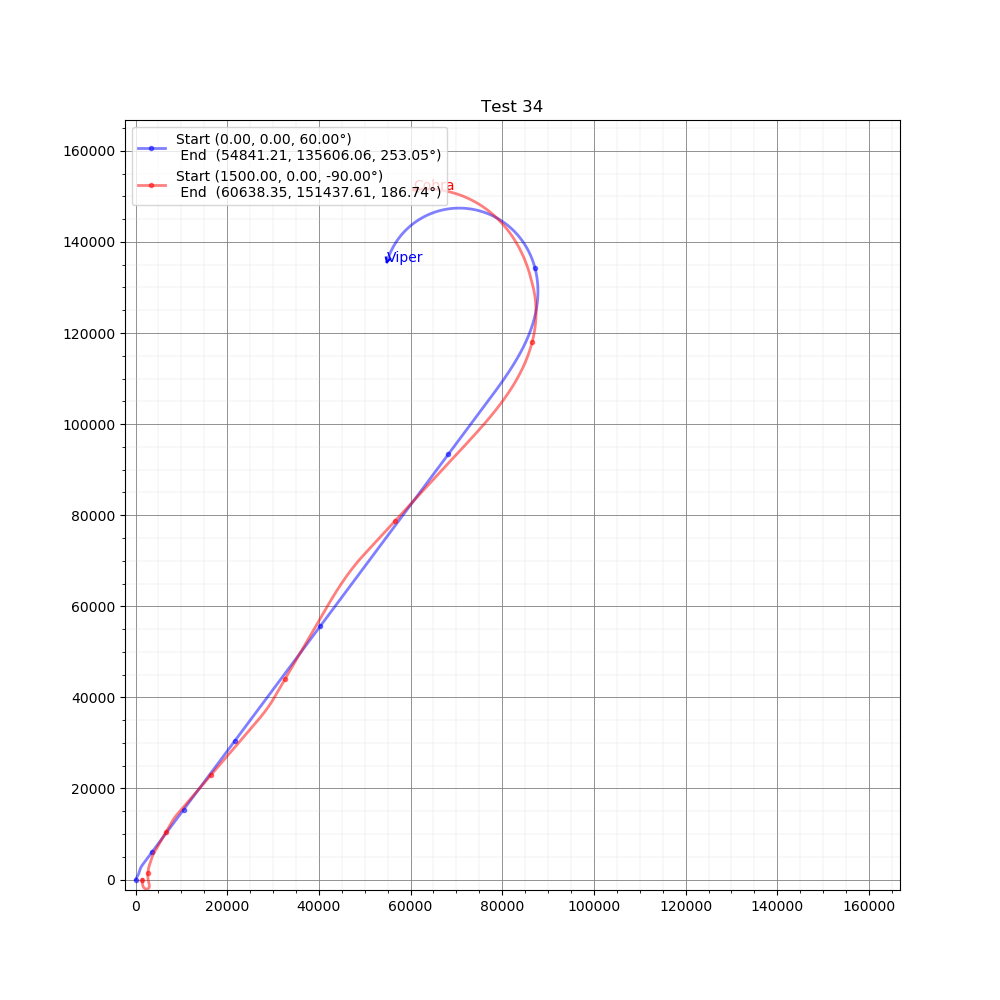 Test 34
Start (0.00, 0.00, 60.00°)
End (54841.21, 135606.06, 253.05°)
Start (1500.00, 0.00, -90.00°)
End (60638.35, 151437.61, 186.74°)
Cobra
Viper
160000
140000
120000
100000
80000
60000
40000
20000
0
0 20000 40000 60000 80000 100000 120000 140000 160000